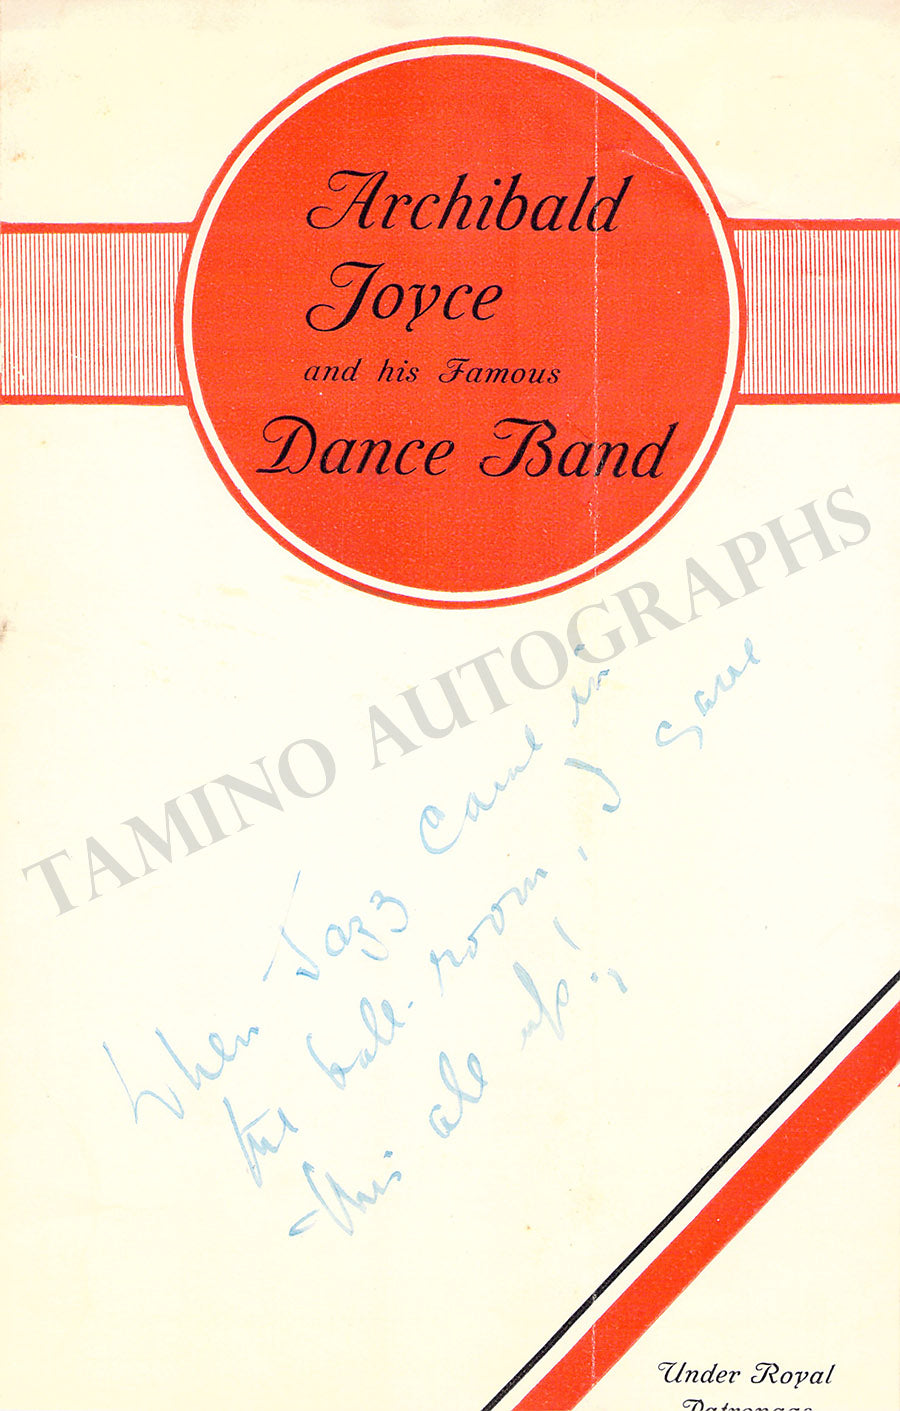 Archibald
Joyce
and his Famous
Dance Band
TAMINO AUTOGRAPHS
When Jazz came in
the ball-room, I gave
this all up!
Under Royal
Patronage